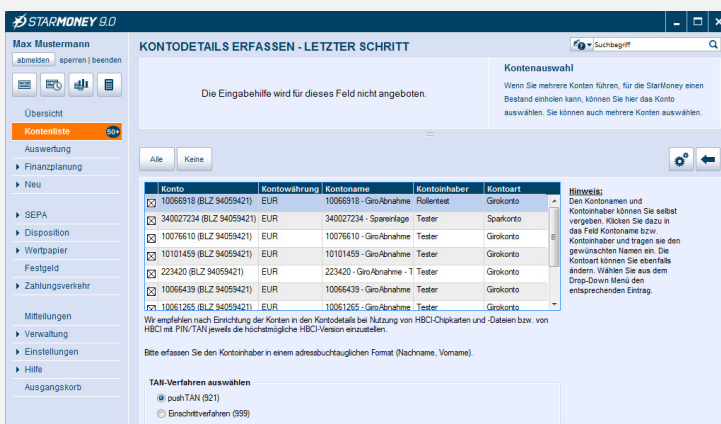 STARMONEY 9.0
Max Mustermann
abmelden sperren | beenden
Übersicht
Kontenliste 50+
Auswertung
Finanzplanung
Neu
SEPA
Disposition
Wertpapier
Festgeld
Zahlungsverkehr
Mitteilungen
Verwaltung
Einstellungen
Hilfe
Ausgangskorb
KONTODETAILS ERFASSEN - LETZTER SCHRITT
Suchbegriff
Die Eingabehilfe wird für dieses Feld nicht angeboten.
Kontenauswahl
Wenn Sie mehrere Konten führen, für die StarMoney einen
Bestand einholen kann, können Sie hier das Konto
auswählen. Sie können auch mehrere Konten auswählen.
Alle Keine
Konto Kontowährung Kontoname Kontoinhaber Kontoart
10066918 (BLZ 94059421) EUR 10066918 - GiroAbnahme Rollentest Girokonto
340027234 (BLZ 94059421) EUR 340027234 - Spareinlage Tester Sparkonto
10076610 (BLZ 94059421) EUR 10076610 - GiroAbnahme Tester Girokonto
10101459 (BLZ 94059421) EUR 10101459 - GiroAbnahme Tester Girokonto
223420 (BLZ 94059421) EUR 223420 - GiroAbnahme - T Tester Girokonto
10066439 (BLZ 94059421) EUR 10066439 - GiroAbnahme Tester Girokonto
10061265 (BLZ 94059421) EUR 10061265 - GiroAbnahme Tester Girokonto
Hinweis:
Den Kontonamen und
Kontoinhaber können Sie selbst
vergeben. Klicken Sie dazu in
das Feld Kontoname bzw.
Kontoinhaber und tragen sie den
gewünschten Namen ein. Die
Kontoart können Sie ebenfalls
ändern. Wählen Sie aus dem
Drop-Down Menü den
entsprechenden Eintrag.
Wir empfehlen nach Einrichtung der Konten in den Kontodetails bei Nutzung von HBCI-Chipkarten und -Dateien bzw. von
HBCI mit PIN/TAN jeweils die höchstmögliche HBCI-Version einzustellen.
Bitte erfassen Sie den Kontoinhaber in einem adressbuchtauglichen Format (Nachname, Vorname).
TAN-Verfahren auswählen
pushTAN (921)
Einschrittverfahren (999)